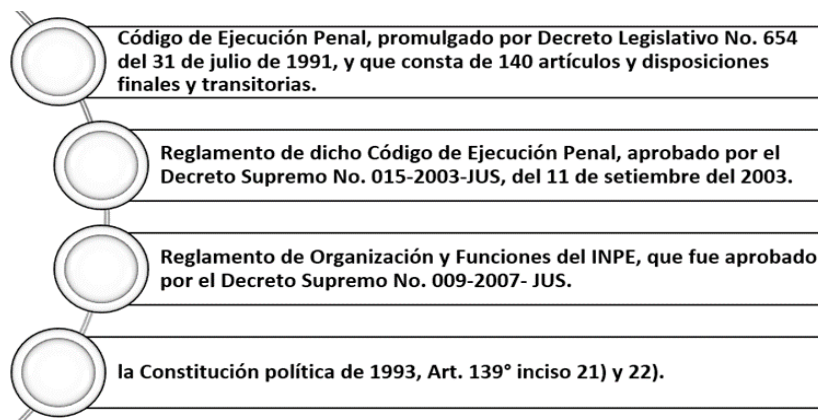 Código de Ejecución Penal, promulgado por Decreto Legislativo No. 654
del 31 de julio de 1991, y que consta de 140 artículos y disposiciones
finales y transitorias.
Reglamento de dicho Código de Ejecución Penal, aprobado por el
Decreto Supremo No. 015-2003-JUS, del 11 de setiembre del 2003.
Reglamento de Organización y Funciones del INPE, que fue aprobado
por el Decreto Supremo No. 009-2007- JUS.
la Constitución política de 1993, Art. 139° inciso 21) y 22).